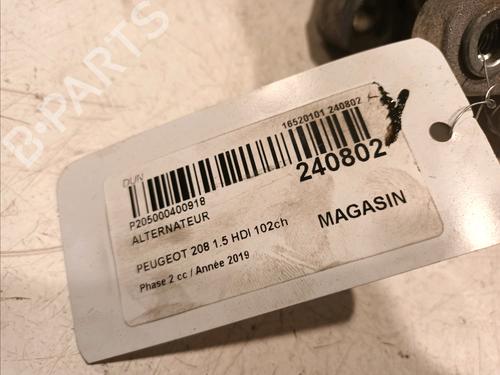 B-PARTS
DUN
16520101 240802
P205000400918
240802
ALTERNATEUR
MAGASIN
PEUGEOT 208 1.5 HDI 102ch
Phase 2 cc / Année 2019